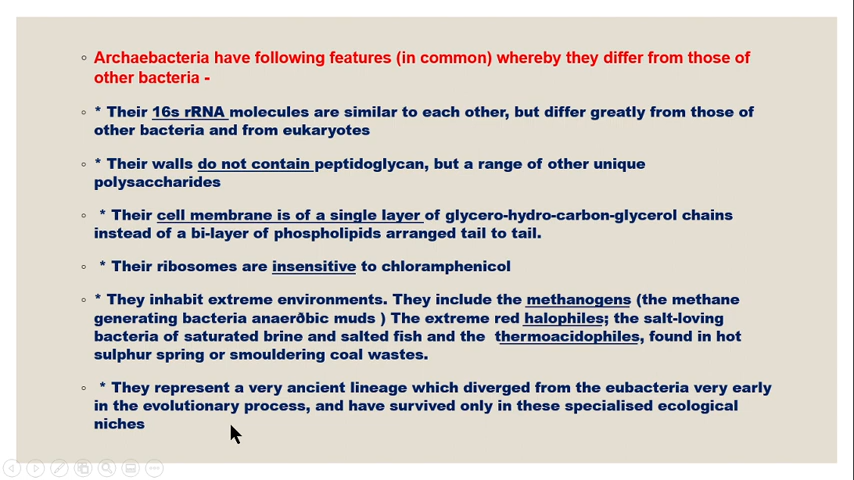 Archaebacteria have following features (in common) whereby they differ from those of
other bacteria -
* Their 16s rRNA molecules are similar to each other, but differ greatly from those of
other bacteria and from eukaryotes
* Their walls do not contain peptidoglycan, but a range of other unique
polysaccharides
* Their cell membrane is of a single layer of glycero-hydro-carbon-glycerol chains
instead of a bi-layer of phospholipids arranged tail to tail.
* Their ribosomes are insensitive to chloramphenicol
* They inhabit extreme environments. They include the methanogens (the methane
generating bacteria anaerðbic muds ) The extreme red halophiles; the salt-loving
bacteria of saturated brine and salted fish and the thermoacidophiles, found in hot
sulphur spring or smouldering coal wastes.
* They represent a very ancient lineage which diverged from the eubacteria very early
in the evolutionary process, and have survived only in these specialised ecological
niches